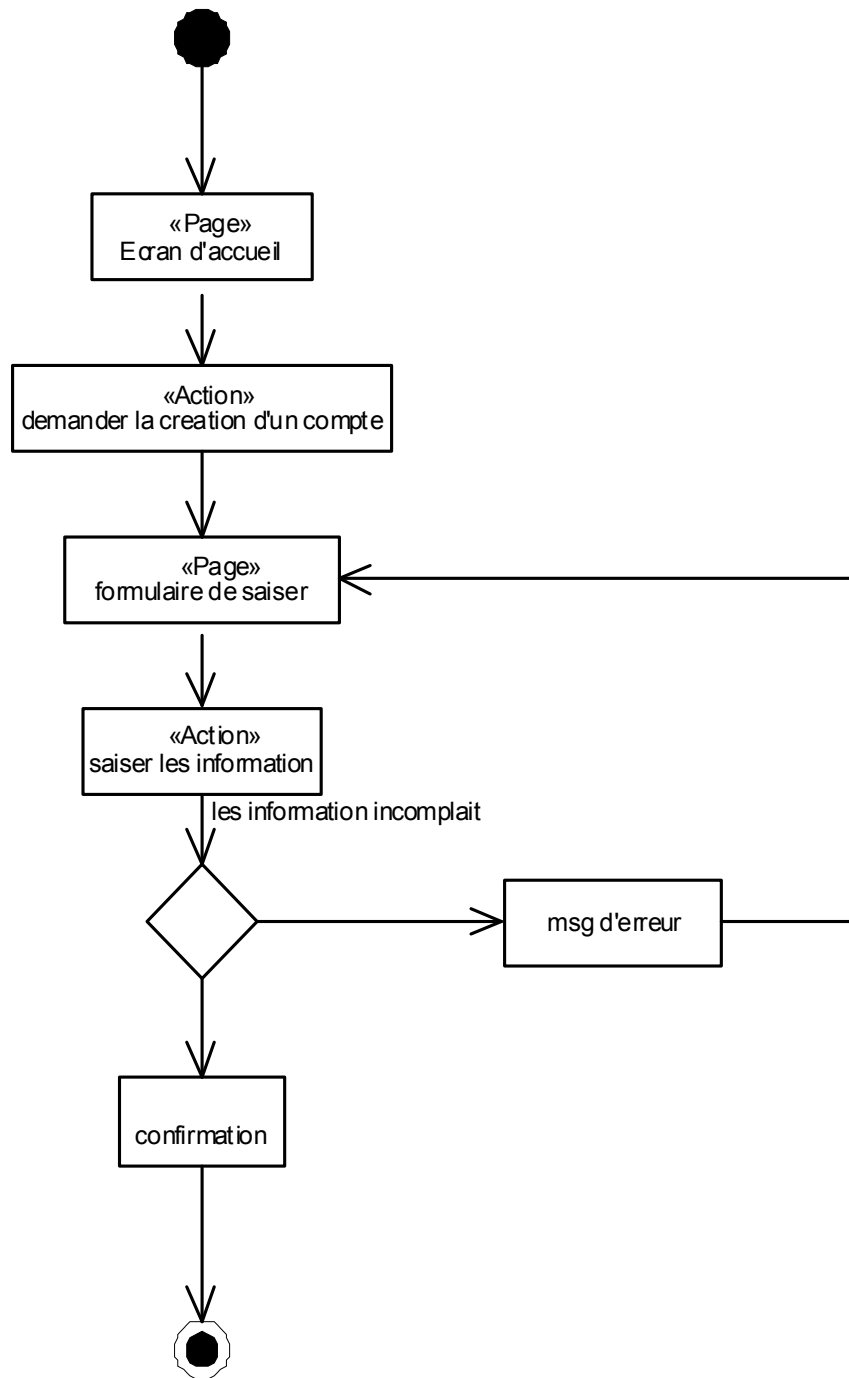 «Page»
Ecran d'accueil
«Action»
demander la creation d'un compte
«Page»
formulaire de saiser
«Action»
saiser les information
les information incomplait
msg d'erreur
confirmation